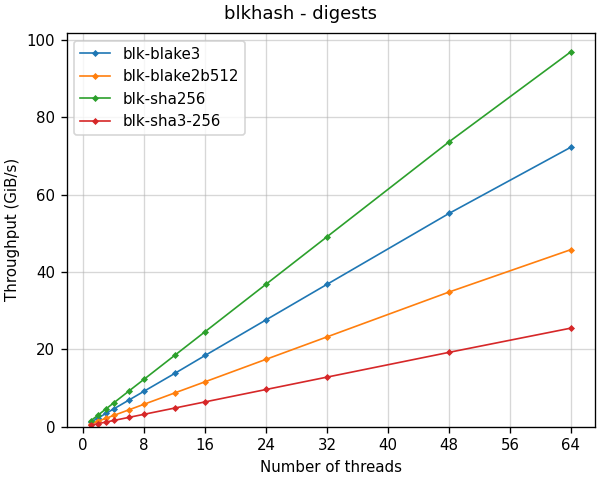 blkhash - digests
blk-blake3
blk-blake2b512
blk-sha256
blk-sha3-256
Throughput (GiB/s)
100
80
60
40
20
0
0 8 16 24 32 40 48 56 64
Number of threads